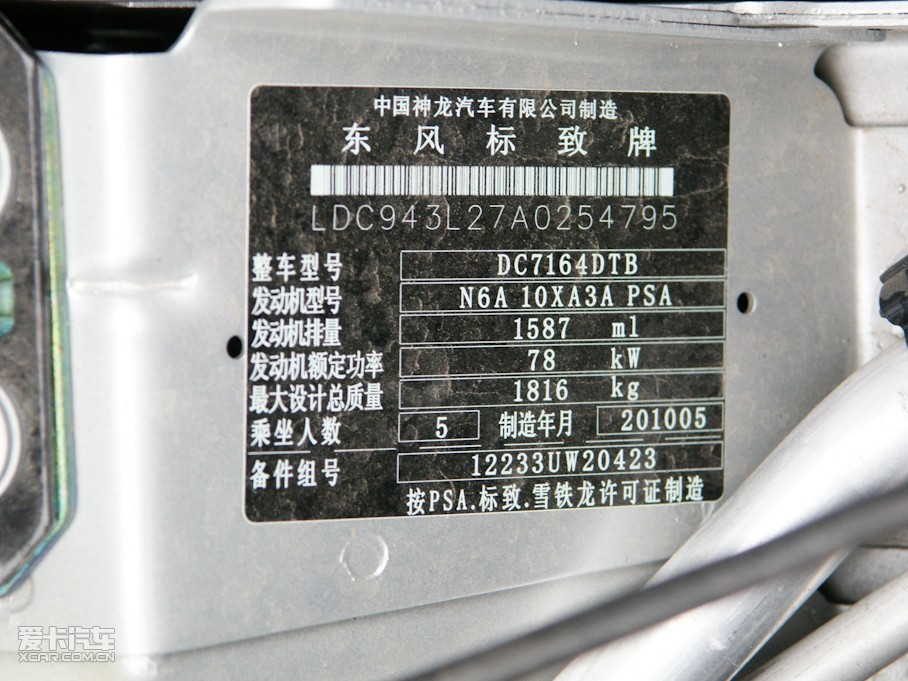 中国神龙汽车有限公司制造
东风标致牌
LDC943L27A0254795
整车型号 DC7164DTB
发动机型号 N6A 10XA3A PSA
发动机排量 1587 ml
发动机额定功率 78 kW
最大设计总质量 1816 kg
乘坐人数 5 制造年月 201005
备件组号 12233UW20423
按PSA.标致.雪铁龙许可证制造
爱卡汽车
XCAR.COM.CN